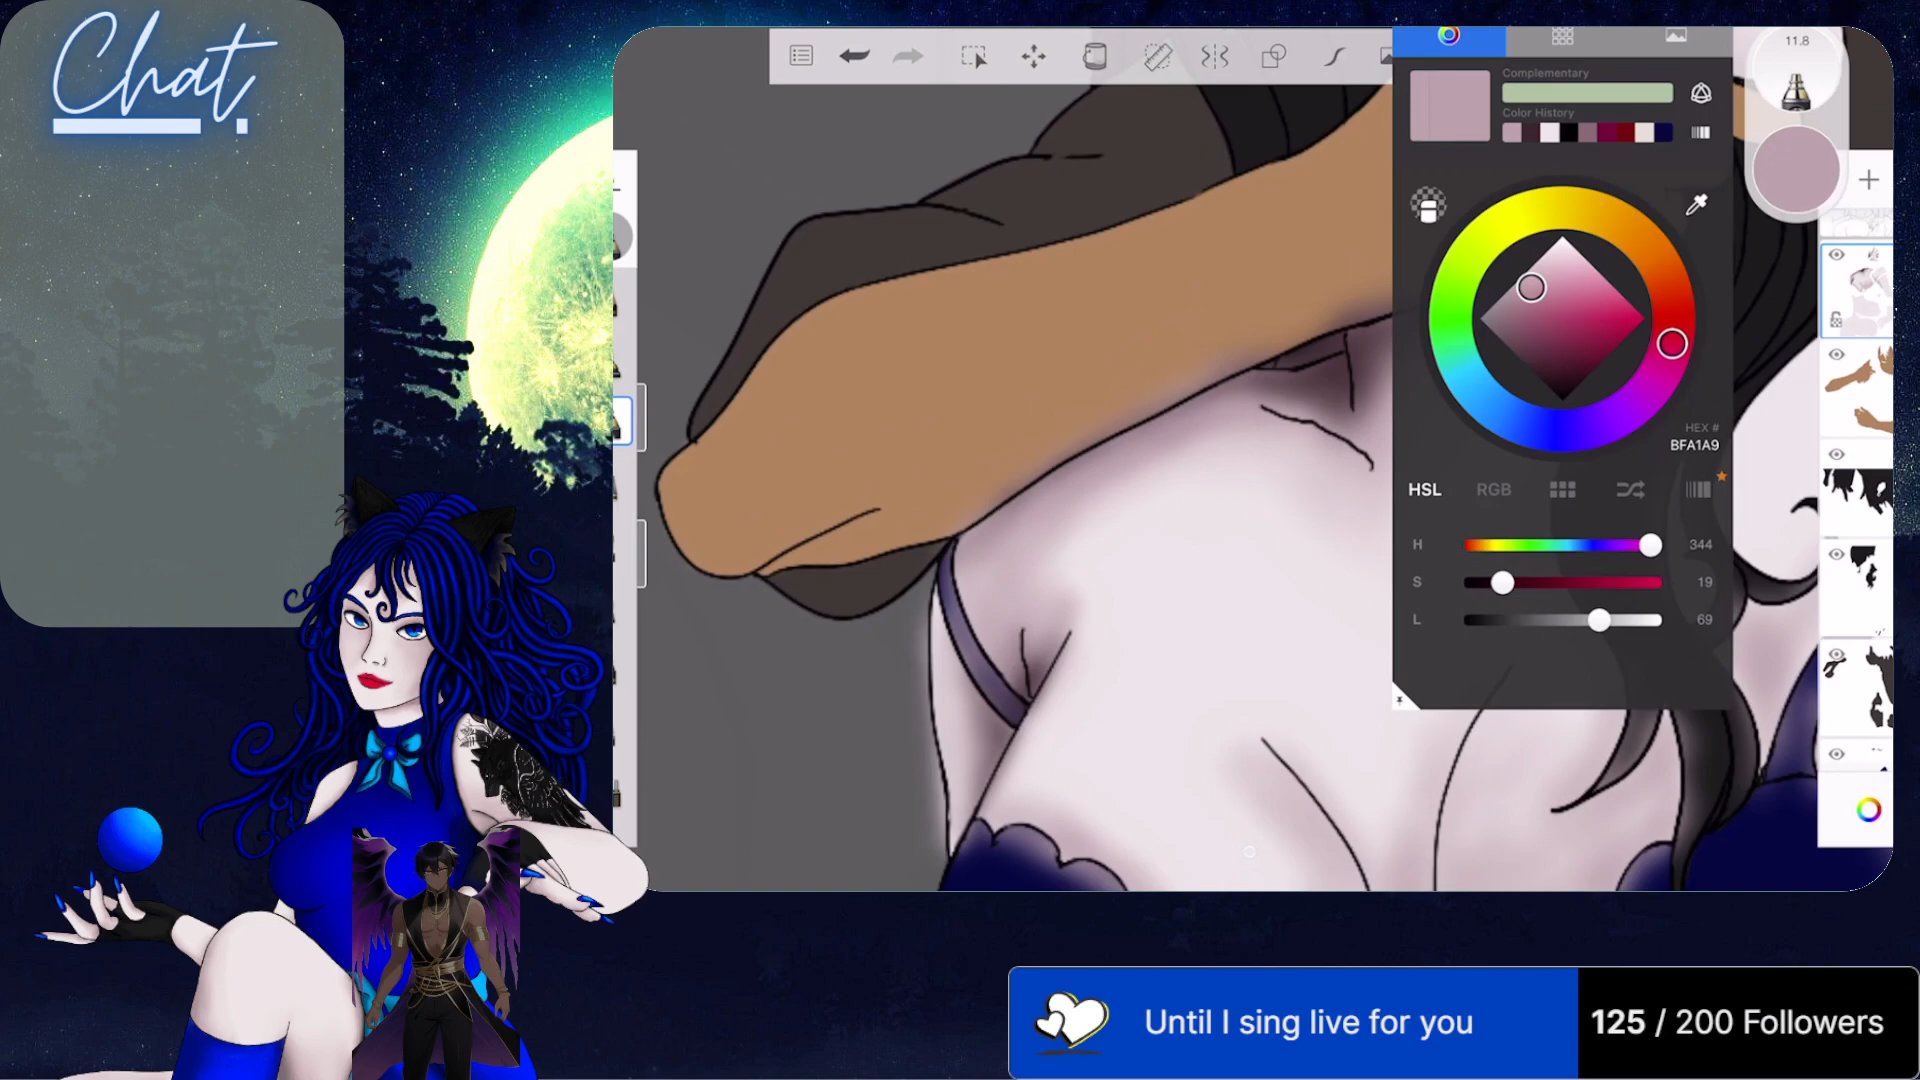 Chat
11.8
Complementary
Color History
HEX #
BFA1A9
HSL
RGB
H
344
S
19
L
69
Until I sing live for you
125 / 200 Followers